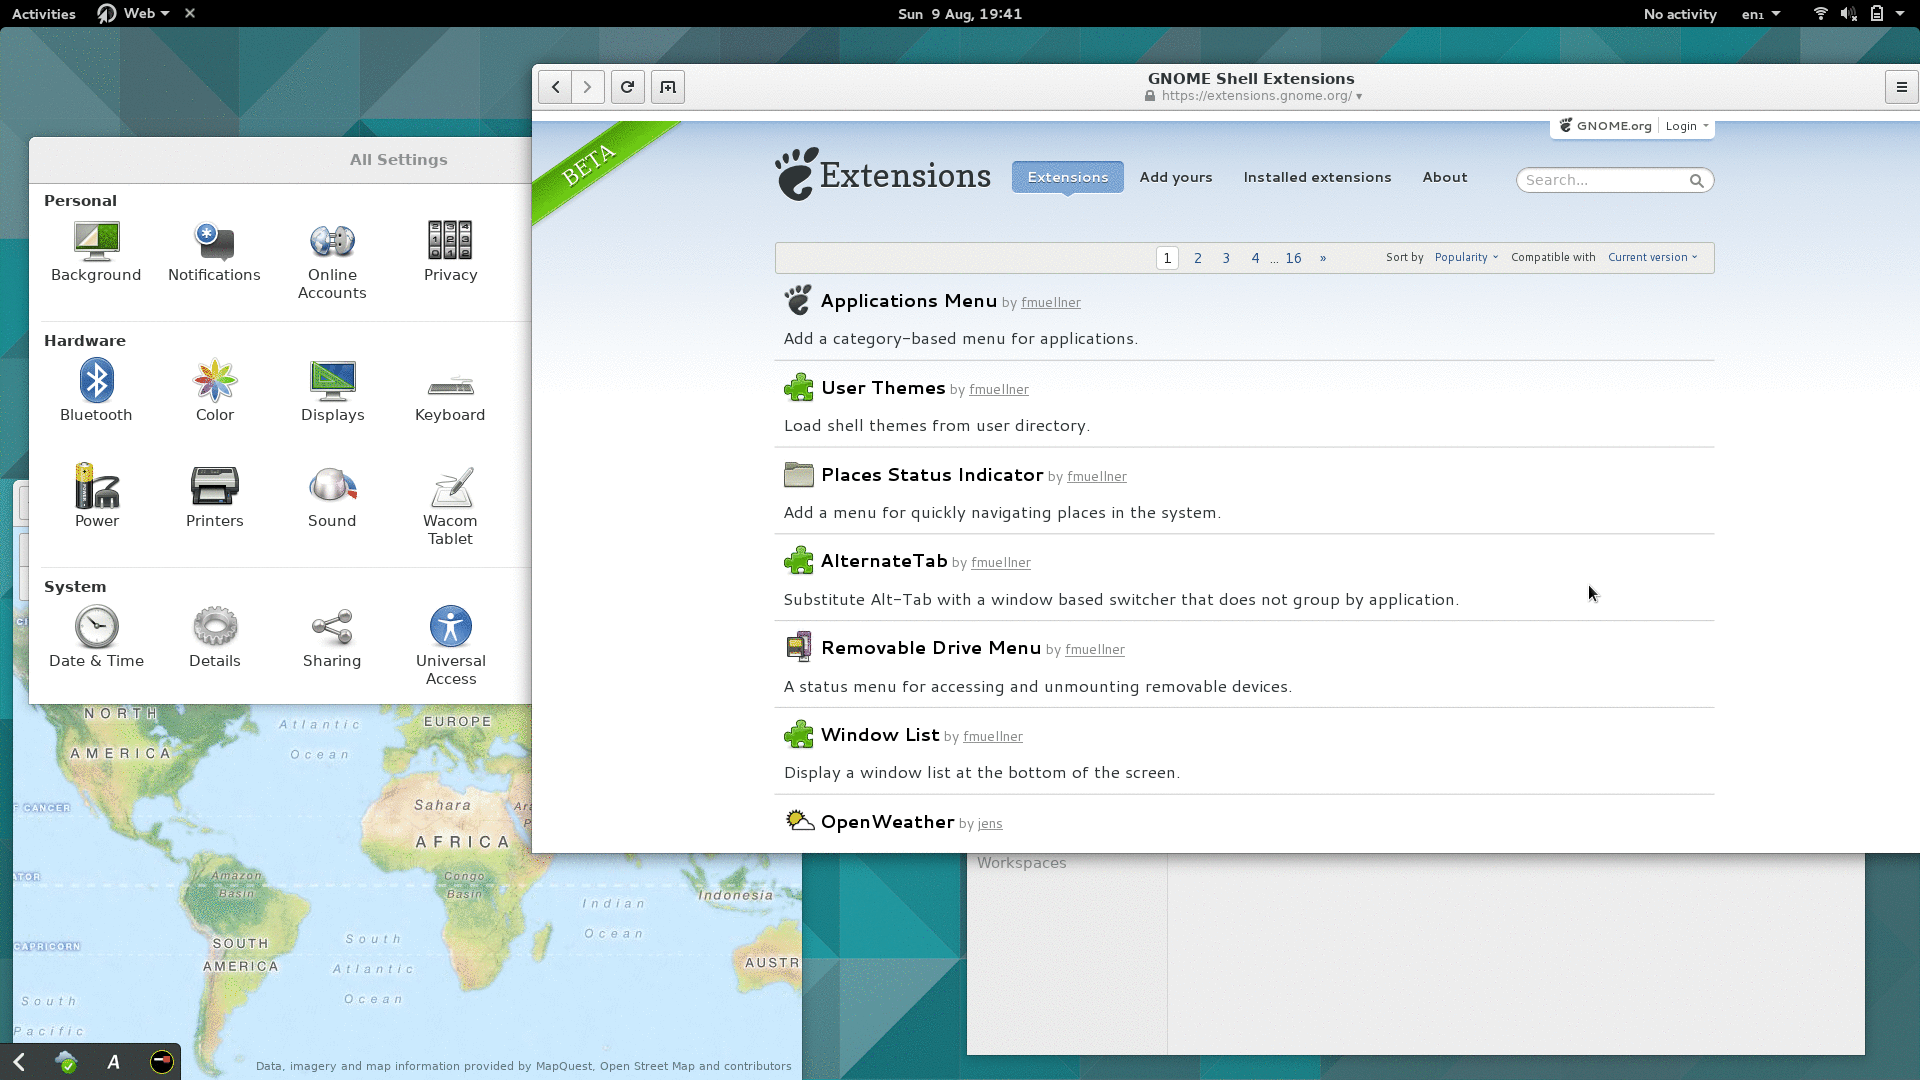 Activities Web Sun 9 Aug, 19:41 No activity en₁
GNOME Shell Extensions
https://extensions.gnome.org/
GNOME.org Login
BETA
Extensions Extensions Add yours Installed extensions About Search...
1 2 3 4 ... 16 » Sort by Popularity Compatible with Current version
Applications Menu by fmuellner
Add a category-based menu for applications.
User Themes by fmuellner
Load shell themes from user directory.
Places Status Indicator by fmuellner
Add a menu for quickly navigating places in the system.
AlternateTab by fmuellner
Substitute Alt-Tab with a window based switcher that does not group by application.
Removable Drive Menu by fmuellner
A status menu for accessing and unmounting removable devices.
Window List by fmuellner
Display a window list at the bottom of the screen.
OpenWeather by jens
All Settings
Personal
Background Notifications Online Accounts Privacy
Hardware
Bluetooth Color Displays Keyboard
Power Printers Sound Wacom Tablet
System
Date & Time Details Sharing Universal Access
NORTH
AMERICA
Atlantic
Ocean
EUROPE
CANCER
Sahara
AFRICA
Amazon
Basin
Congo
Basin
Indonesia
Indian
Ocean
CAPRICORN
SOUTH
AMERICA
South
Atlantic
Ocean
AUSTR
South
Pacific
A
Data, imagery and map information provided by MapQuest, Open Street Map and contributors
Workspaces